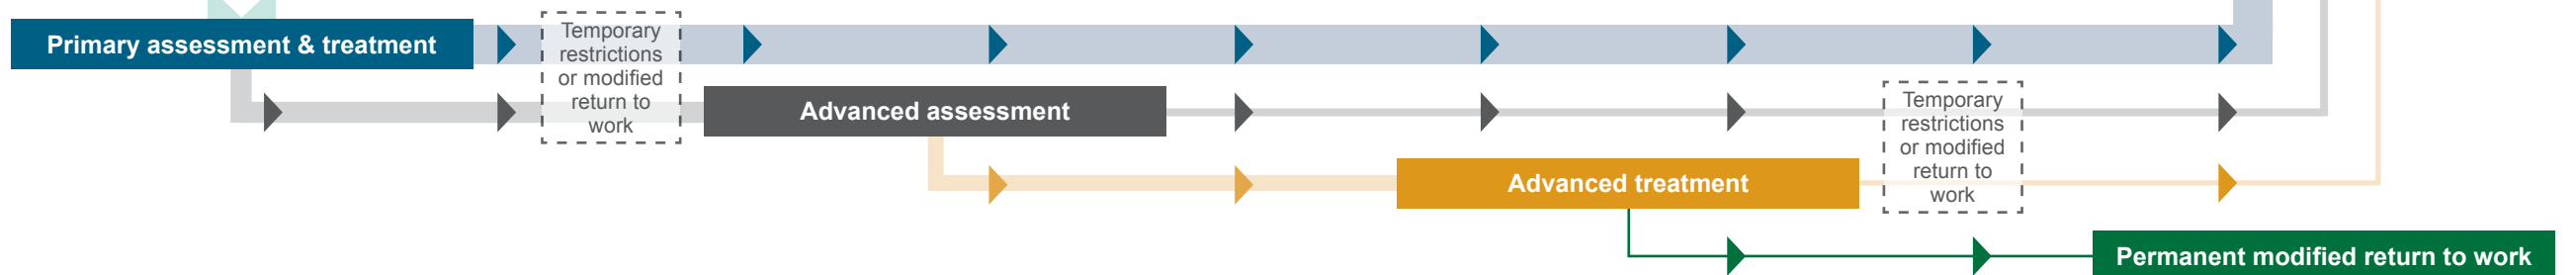 Primary assessment & treatment
Temporary
restrictions
or modified
return to
work
Advanced assessment
Temporary
restrictions
or modified
return to
work
Advanced treatment
Permanent modified return to work